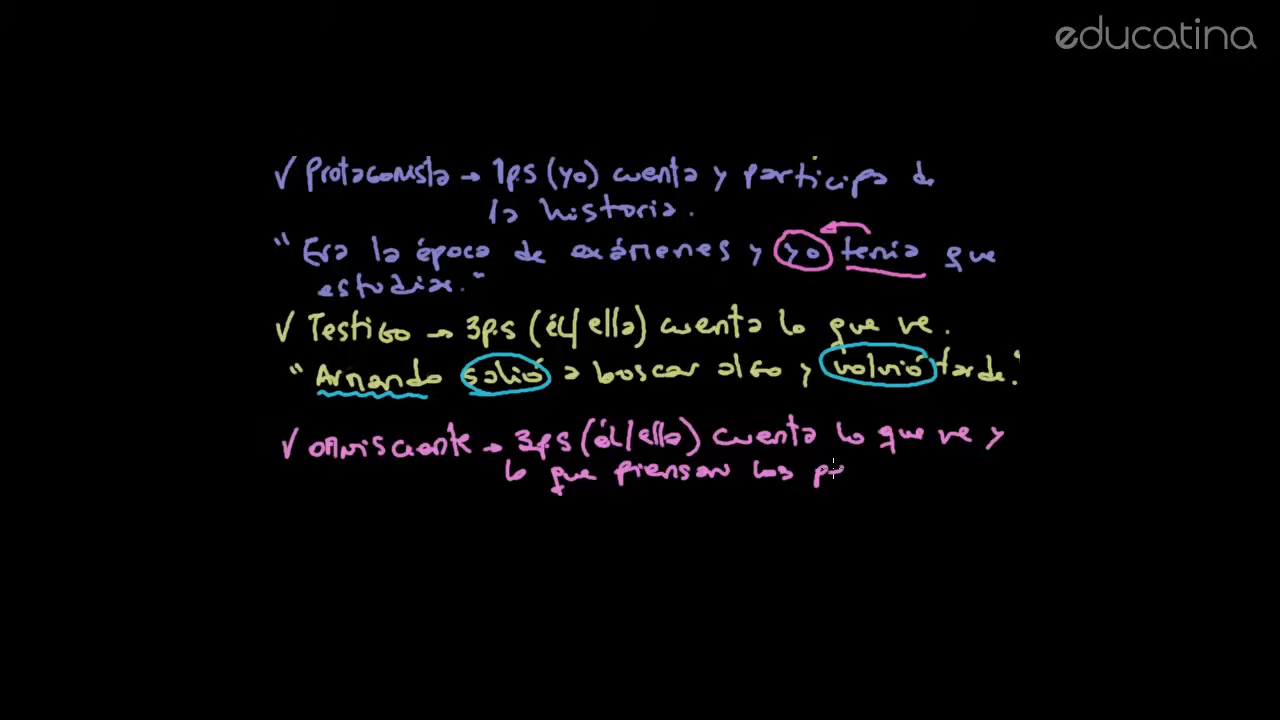 educatina
✓ Protagonista → 1ps (yo) cuenta y participa de
la historia.
"Era la época de exámenes y yo tenía que
estudiar."
✓ Testigo → 3p.s (él/ella) cuenta lo que ve.
"Armando salió a buscar algo y volvió tarde."
✓ Omnisciente → 3p.s (él/ella) cuenta lo que ve y
lo que piensan los p